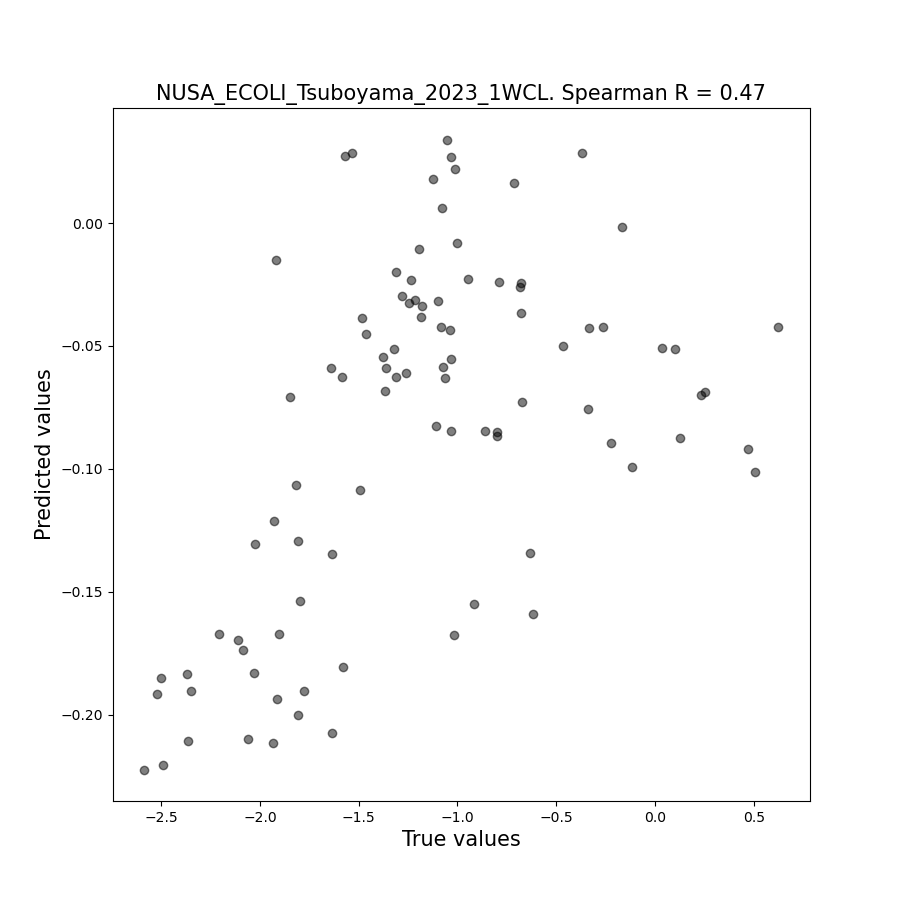 NUSA_ECOLI_Tsuboyama_2023_1WCL. Spearman R = 0.47
Predicted values
0.00
−0.05
−0.10
−0.15
−0.20
−2.5 −2.0 −1.5 −1.0 −0.5 0.0 0.5
True values